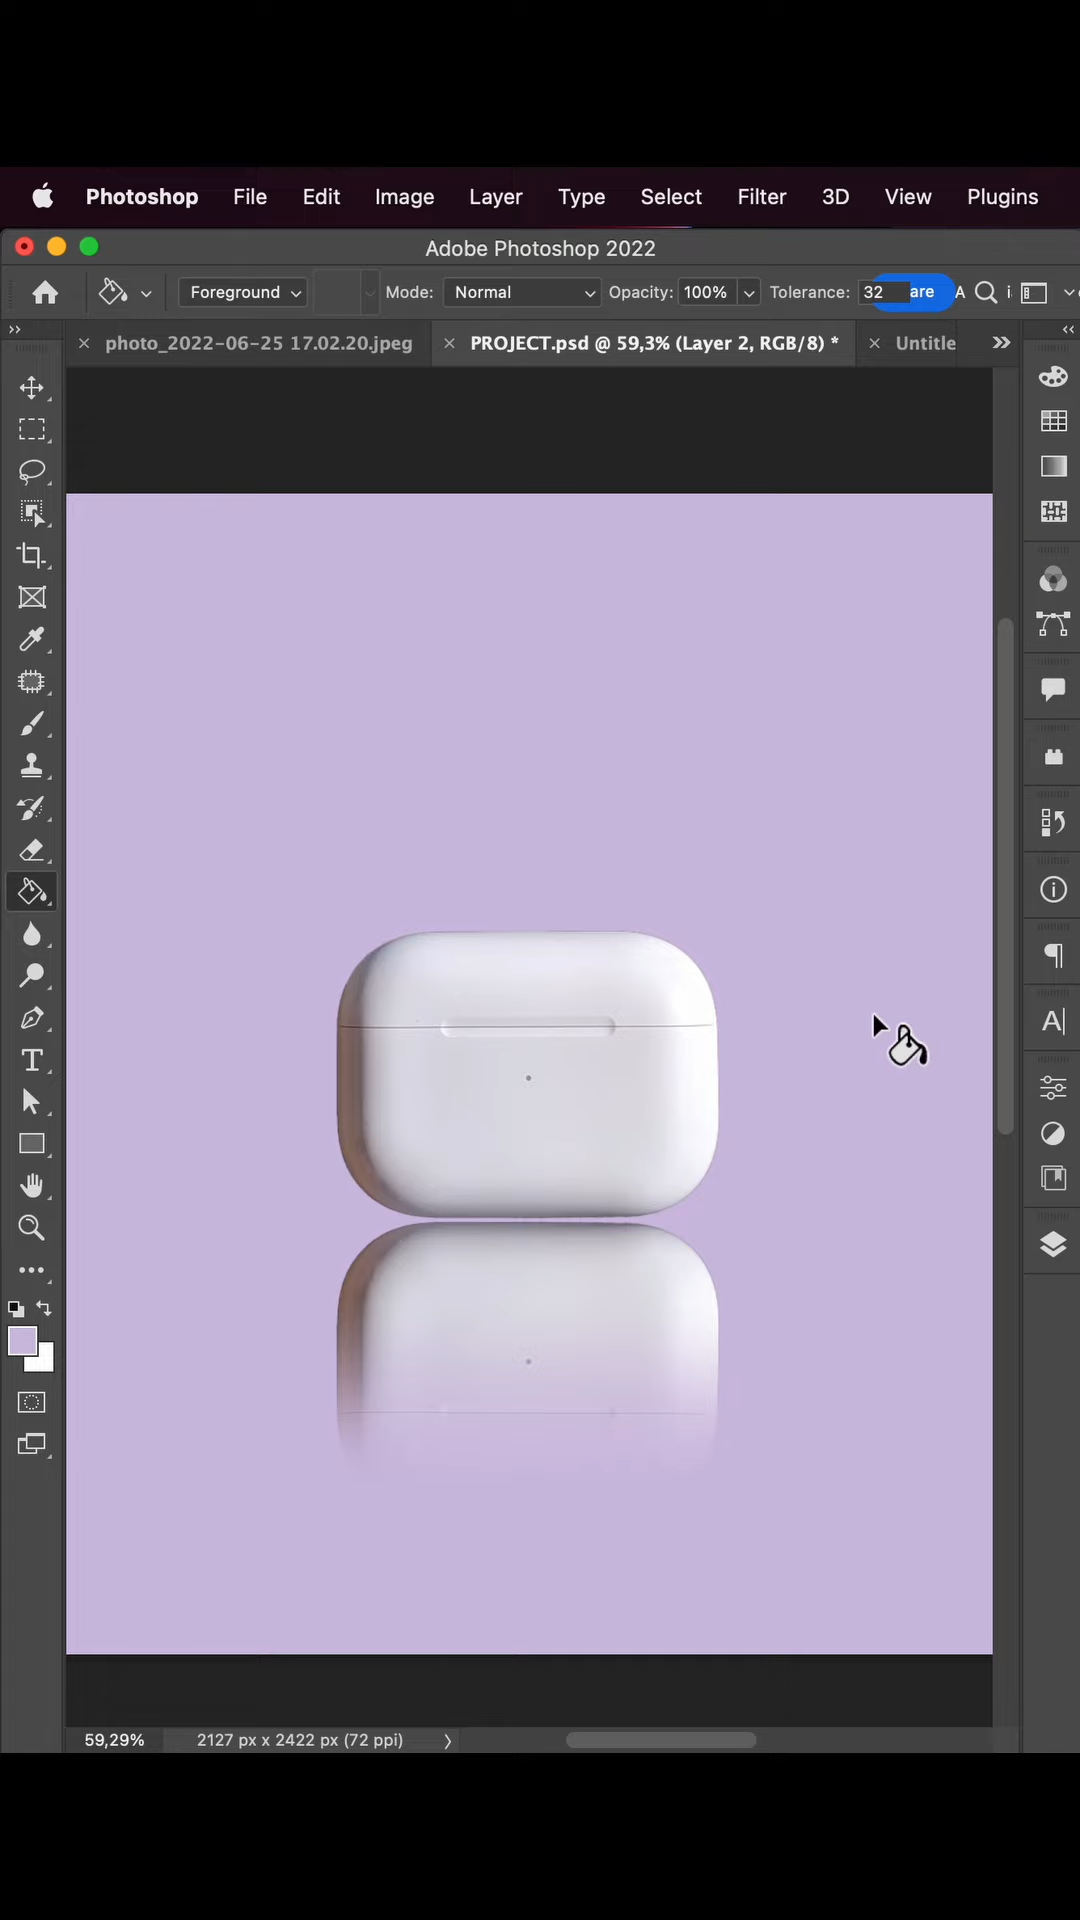 Photoshop File Edit Image Layer Type Select Filter 3D View Plugins
Adobe Photoshop 2022
Foreground Mode: Normal Opacity: 100% Tolerance: 32 are A i
photo_2022-06-25 17.02.20.jpeg PROJECT.psd @ 59,3% (Layer 2, RGB/8) * Untitle
59,29% 2127 px x 2422 px (72 ppi)